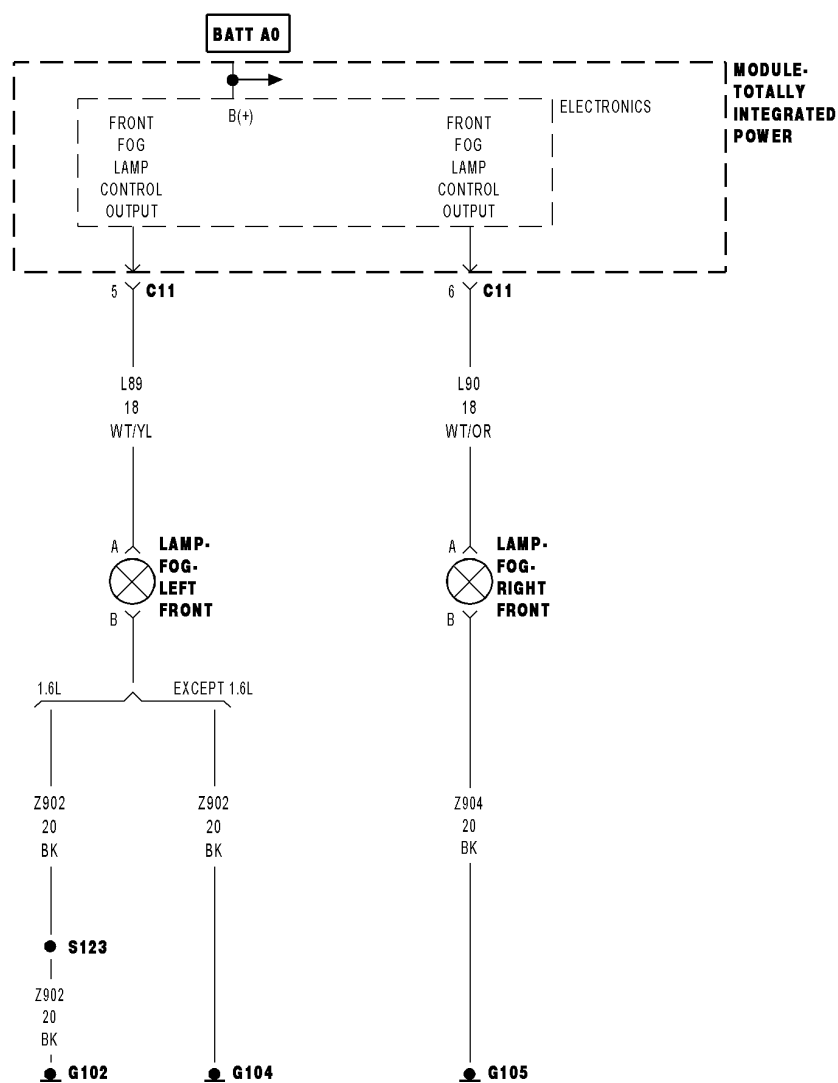 BATT A0
MODULE-
TOTALLY
INTEGRATED
POWER
B(+)
ELECTRONICS
FRONT
FOG
LAMP
CONTROL
OUTPUT
FRONT
FOG
LAMP
CONTROL
OUTPUT
5 C11
6 C11
L89
18
WT/YL
L90
18
WT/OR
A
LAMP-
FOG-
LEFT
FRONT
B
A
LAMP-
FOG-
RIGHT
FRONT
B
1.6L
EXCEPT 1.6L
Z902
20
BK
Z902
20
BK
Z904
20
BK
S123
Z902
20
BK
G102
G104
G105